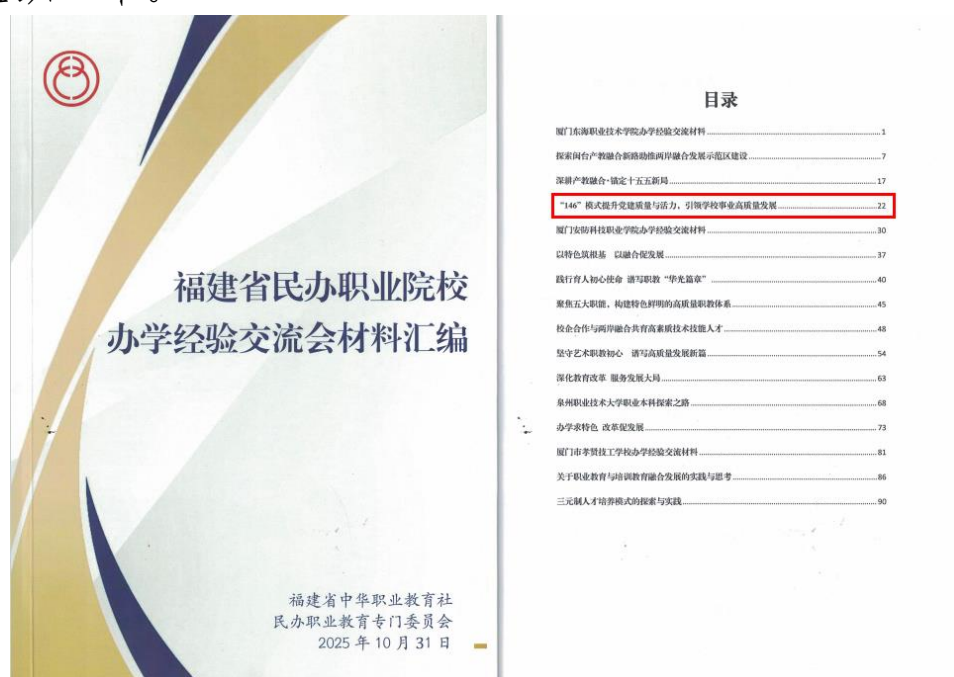 福建省民办职业院校
办学经验交流会材料汇编
福建省中华职业教育社
民办职业教育专门委员会
2025 年 10 月 31 日
目录
厦门东海职业技术学院办学经验交流材料 1
探索闽台产教融合新路助推两岸融合发展示范区建设 7
深耕产教融合·锚定十五五新局 17
“146”模式提升党建质量与活力，引领学校事业高质量发展 22
厦门安防科技职业学院办学经验交流材料 30
以特色筑根基 以融合促发展 37
践行育人初心使命 谱写职教“华光篇章” 40
聚焦五大职能，构建特色鲜明的高质量职教体系 45
校企合作与两岸融合共育高素质技术技能人才 48
坚守艺术职教初心 谱写高质量发展新篇 54
深化教育改革 服务发展大局 63
泉州职业技术大学职业本科探索之路 68
办学求特色 改革促发展 73
厦门市孝贤技工学校办学经验交流材料 81
关于职业教育与培训教育融合发展的实践与思考 86
三元制人才培养模式的探索与实践 90